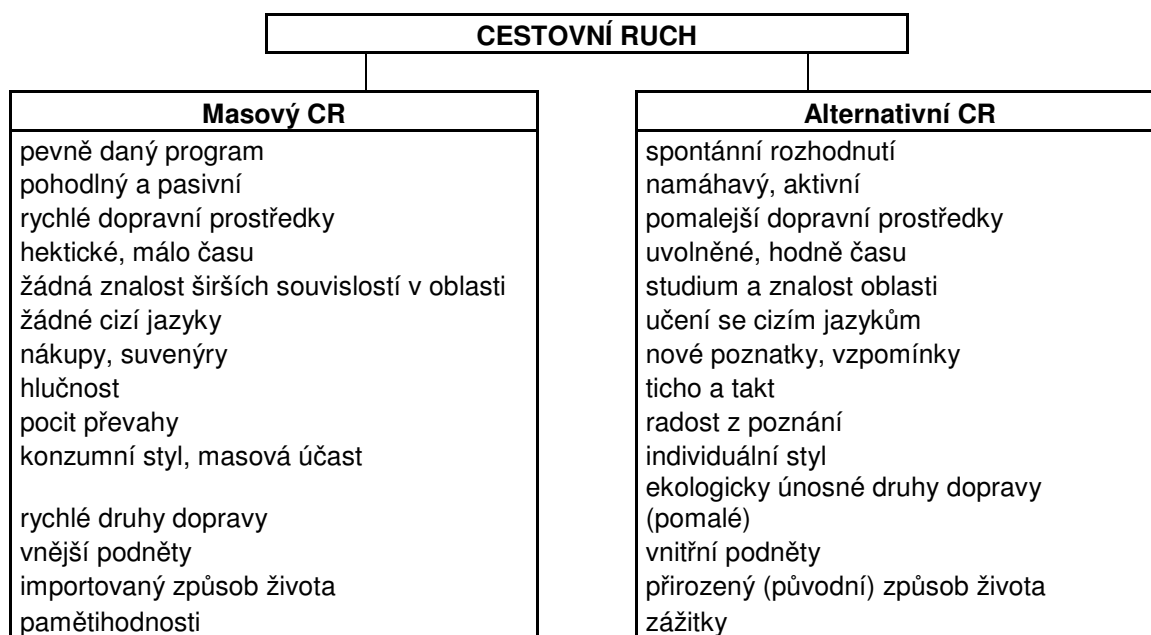 CESTOVNÍ RUCH
Masový CR
pevně daný program
pohodlný a pasivní
rychlé dopravní prostředky
hektické, málo času
žádná znalost širších souvislostí v oblasti
žádné cizí jazyky
nákupy, suvenýry
hlučnost
pocit převahy
konzumní styl, masová účast
rychlé druhy dopravy
vnější podněty
importovaný způsob života
pamětihodnosti
Alternativní CR
spontánní rozhodnutí
namáhavý, aktivní
pomalejší dopravní prostředky
uvolněné, hodně času
studium a znalost oblasti
učení se cizím jazykům
nové poznatky, vzpomínky
ticho a takt
radost z poznání
individuální styl
ekologicky únosné druhy dopravy
(pomalé)
vnitřní podněty
přirozený (původní) způsob života
zážitky